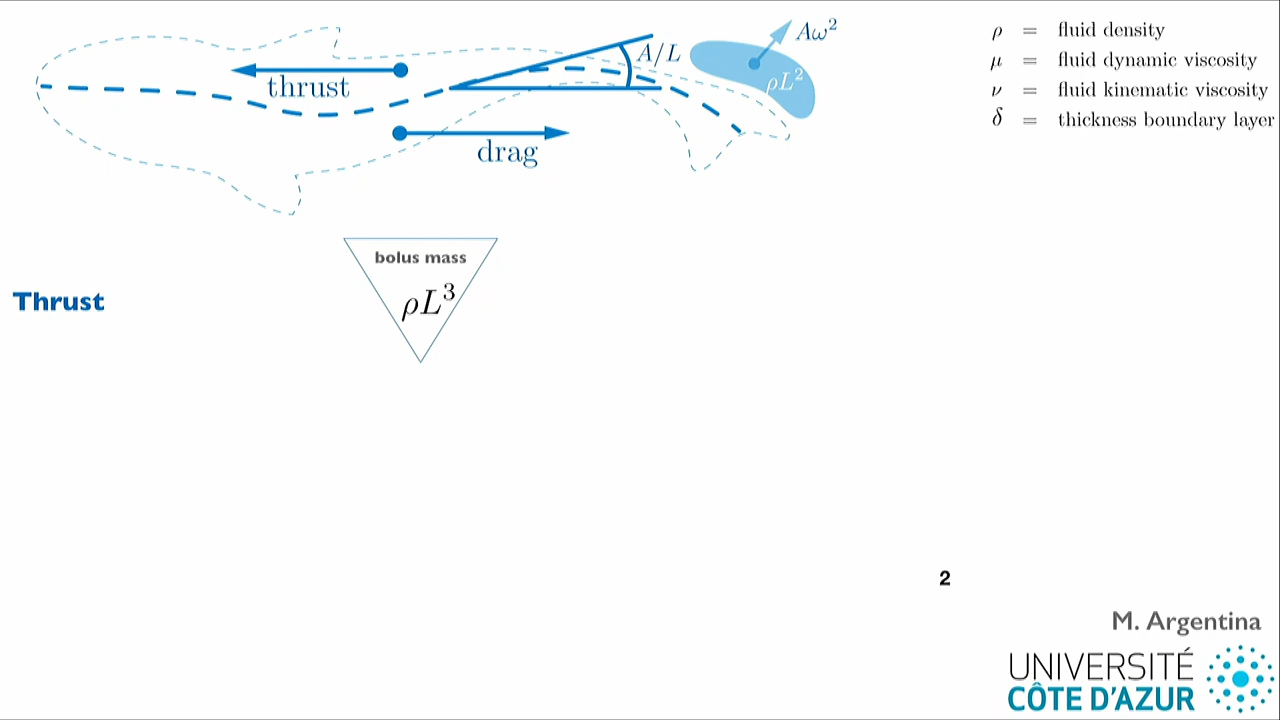 thrust
drag
A/L
Aω²
ρL²
ρ = fluid density
μ = fluid dynamic viscosity
ν = fluid kinematic viscosity
δ = thickness boundary layer
bolus mass
ρL³
Thrust
2
M. Argentina
UNIVERSITÉ
CÔTE D'AZUR